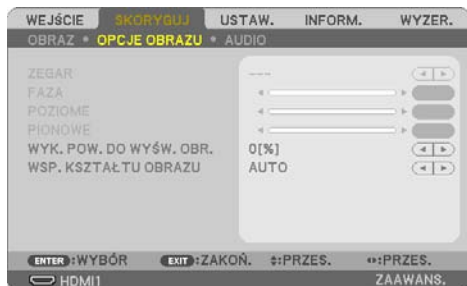 WEJŚCIE SKORYGUJ USTAW. INFORM. WYZER.
OBRAZ • OPCJE OBRAZU • AUDIO
ZEGAR ---
FAZA
POZIOME
PIONOWE
WYK. POW. DO WYŚW. OBR. 0[%]
WSP. KSZTAŁTU OBRAZU AUTO
ENTER :WYBÓR EXIT :ZAKOŃ. :PRZES. :PRZES.
HDMI1 ZAAWANS.